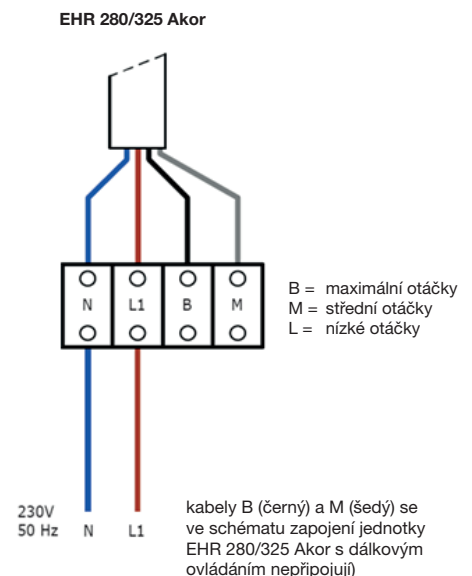 EHR 280/325 Akor
N L1 B M
B = maximální otáčky
M = střední otáčky
L = nízké otáčky
230V
50 Hz N L1
kabely B (černý) a M (šedý) se
ve schématu zapojení jednotky
EHR 280/325 Akor s dálkovým
ovládáním nepřipojují)